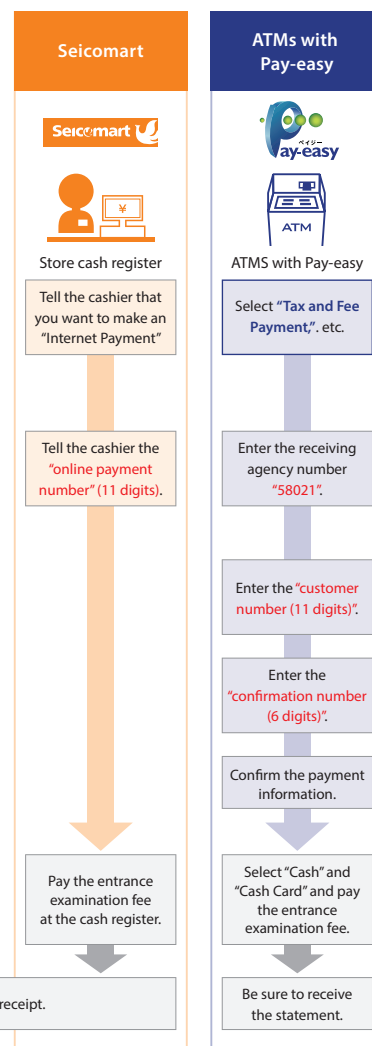 Seicomart
Seicomart
Store cash register
Tell the cashier that
you want to make an
“Internet Payment”
Tell the cashier the
“online payment
number” (11 digits).
Pay the entrance
examination fee
at the cash register.
receipt.
ATMs with
Pay-easy
ペイジー
Pay-easy
ATM
ATMS with Pay-easy
Select “Tax and Fee
Payment,”. etc.
Enter the receiving
agency number
“58021”.
Enter the “customer
number (11 digits)”.
Enter the
“confirmation number
(6 digits)”.
Confirm the payment
information.
Select “Cash” and
“Cash Card” and pay
the entrance
examination fee.
Be sure to receive
the statement.